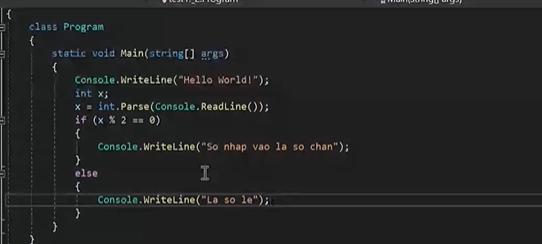 {
class Program
{
static void Main(string[] args)
{
Console.WriteLine("Hello World!");
int x;
x = int.Parse(Console.ReadLine());
if (x % 2 == 0)
{
Console.WriteLine("So nhap vao la so chan");
}
else
{
Console.WriteLine("La so le");
}
}
}